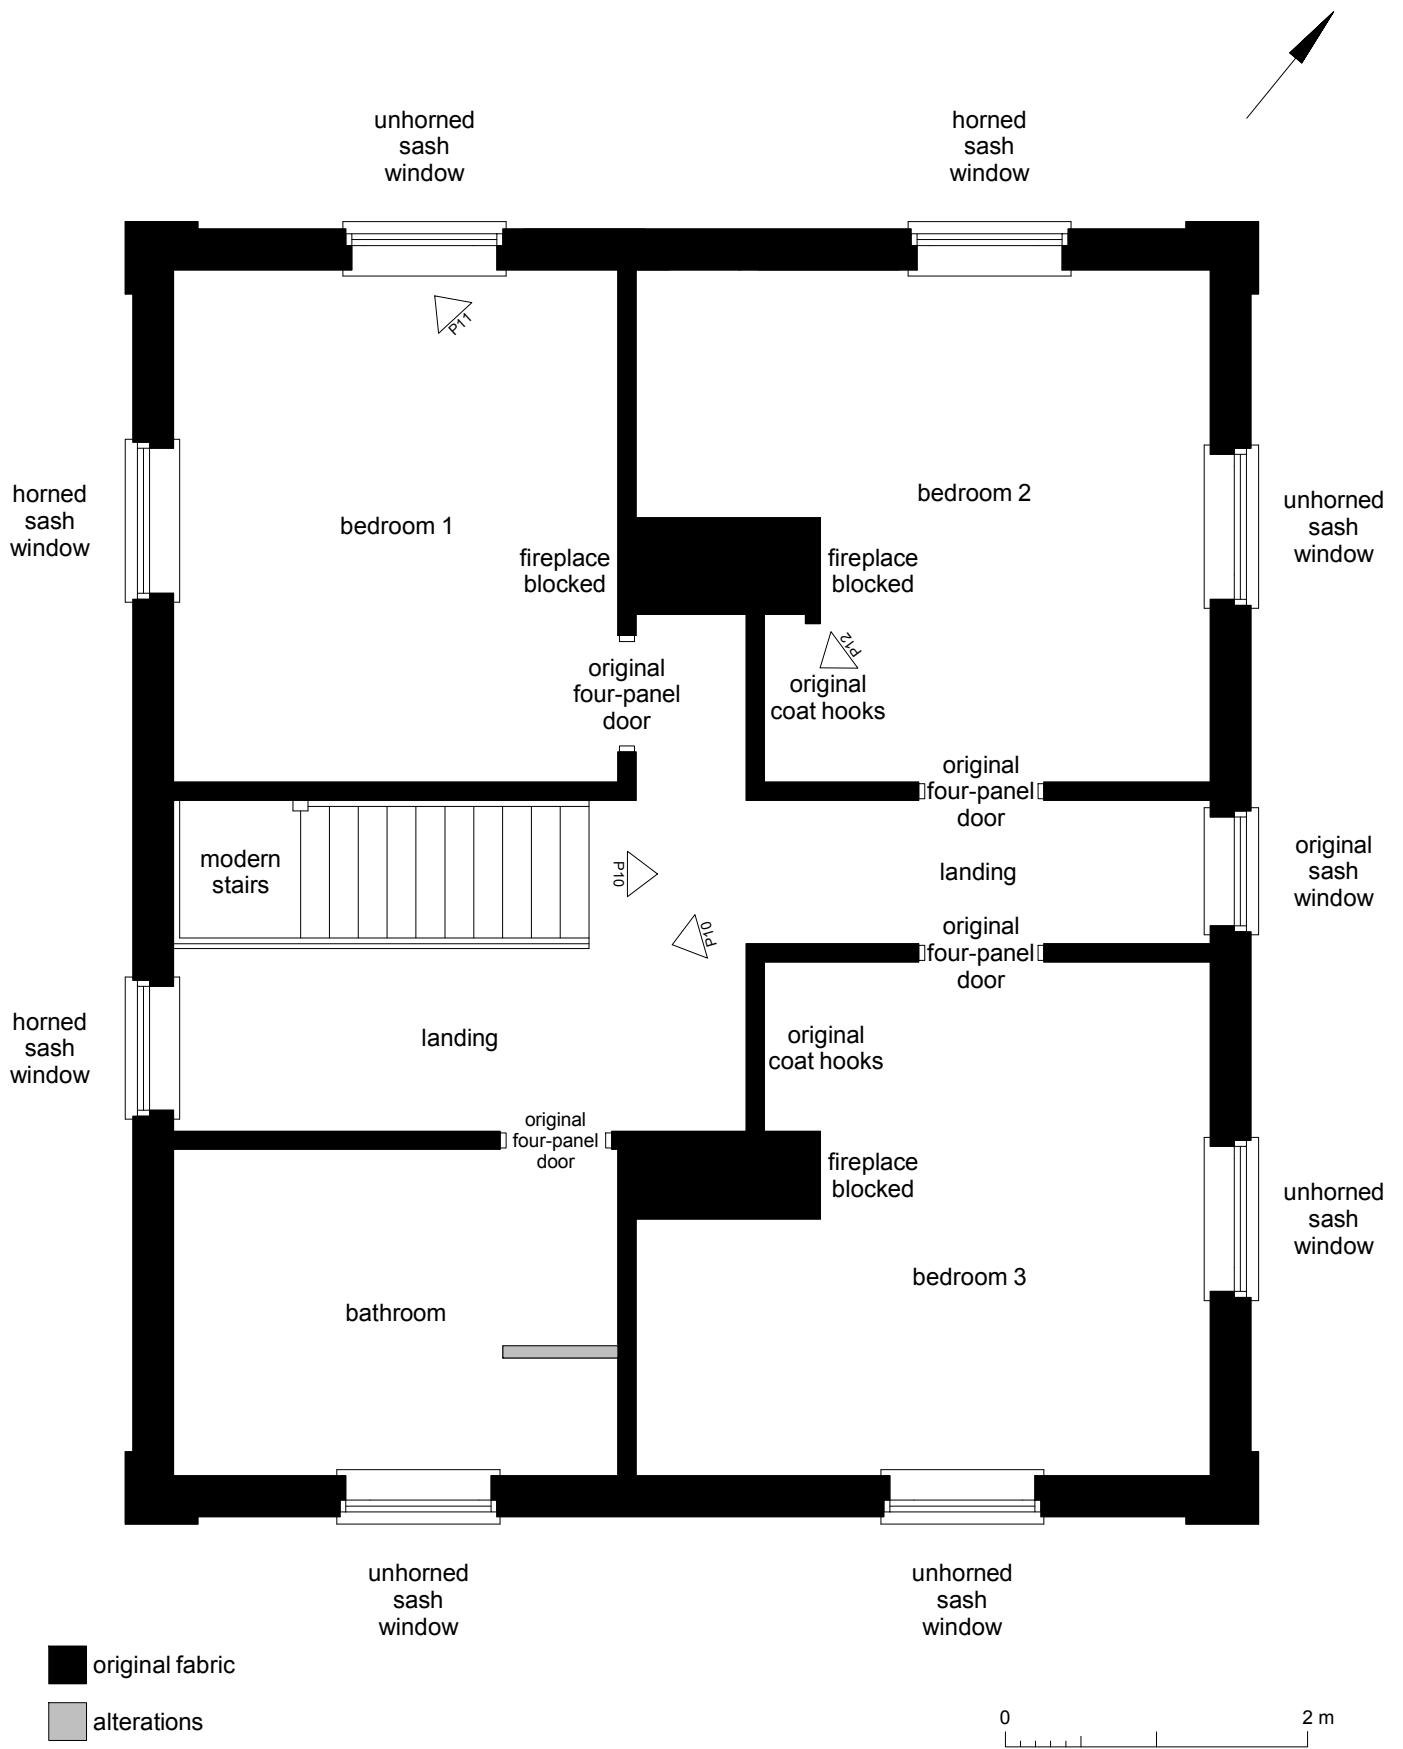 unhorned
sash
window
horned
sash
window
P11
horned
sash
window
bedroom 1
bedroom 2
unhorned
sash
window
fireplace
blocked
fireplace
blocked
P12
original
four-panel
door
original
coat hooks
original
four-panel
door
modern
stairs
P10
landing
original
sash
window
P10
original
four-panel
door
horned
sash
window
landing
original
coat hooks
original
four-panel
door
fireplace
blocked
unhorned
sash
window
bedroom 3
bathroom
unhorned
sash
window
unhorned
sash
window
original fabric
alterations
0
2 m